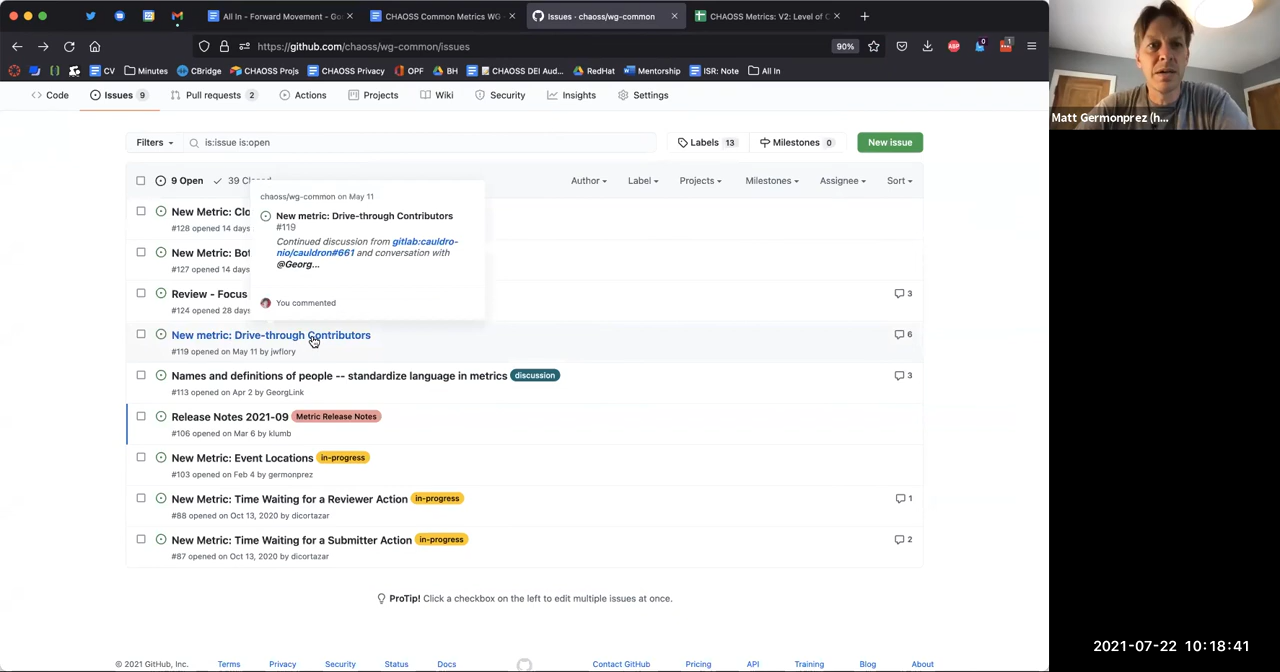 All In - Forward Movement - Go
CHAOSS Common Metrics WG -
Issues · chaoss/wg-common
CHAOSS Metrics: V2: Level of C
https://github.com/chaoss/wg-common/issues
90%
0
1
CV
Minutes
CBridge
CHAOSS Projs
CHAOSS Privacy
OPF
BH
CHAOSS DEI Aud...
RedHat
Mentorship
ISR: Note
All In
Code
Issues 9
Pull requests 2
Actions
Projects
Wiki
Security
Insights
Settings
Filters
is:issue is:open
Labels 13
Milestones 0
New issue
9 Open
39 Closed
Author
Label
Projects
Milestones
Assignee
Sort
New Metric: Clo
#128 opened 14 days
New Metric: Bot
#127 opened 14 days
Review - Focus
#124 opened 28 days
3
chaoss/wg-common on May 11
New metric: Drive-through Contributors
#119
Continued discussion from gitlab:cauldro-
nio/cauldron#661 and conversation with
@Georg...
You commented
New metric: Drive-through Contributors
6
#119 opened on May 11 by jwflory
Names and definitions of people -- standardize language in metrics discussion
3
#113 opened on Apr 2 by GeorgLink
Release Notes 2021-09 Metric Release Notes
#106 opened on Mar 6 by klumb
New Metric: Event Locations in-progress
#103 opened on Feb 4 by germonprez
New Metric: Time Waiting for a Reviewer Action in-progress
1
#88 opened on Oct 13, 2020 by dicortazar
New Metric: Time Waiting for a Submitter Action in-progress
2
#87 opened on Oct 13, 2020 by dicortazar
ProTip! Click a checkbox on the left to edit multiple issues at once.
© 2021 GitHub, Inc.
Terms
Privacy
Security
Status
Docs
Contact GitHub
Pricing
API
Training
Blog
About
Matt Germonprez (h...
2021-07-22 10:18:41